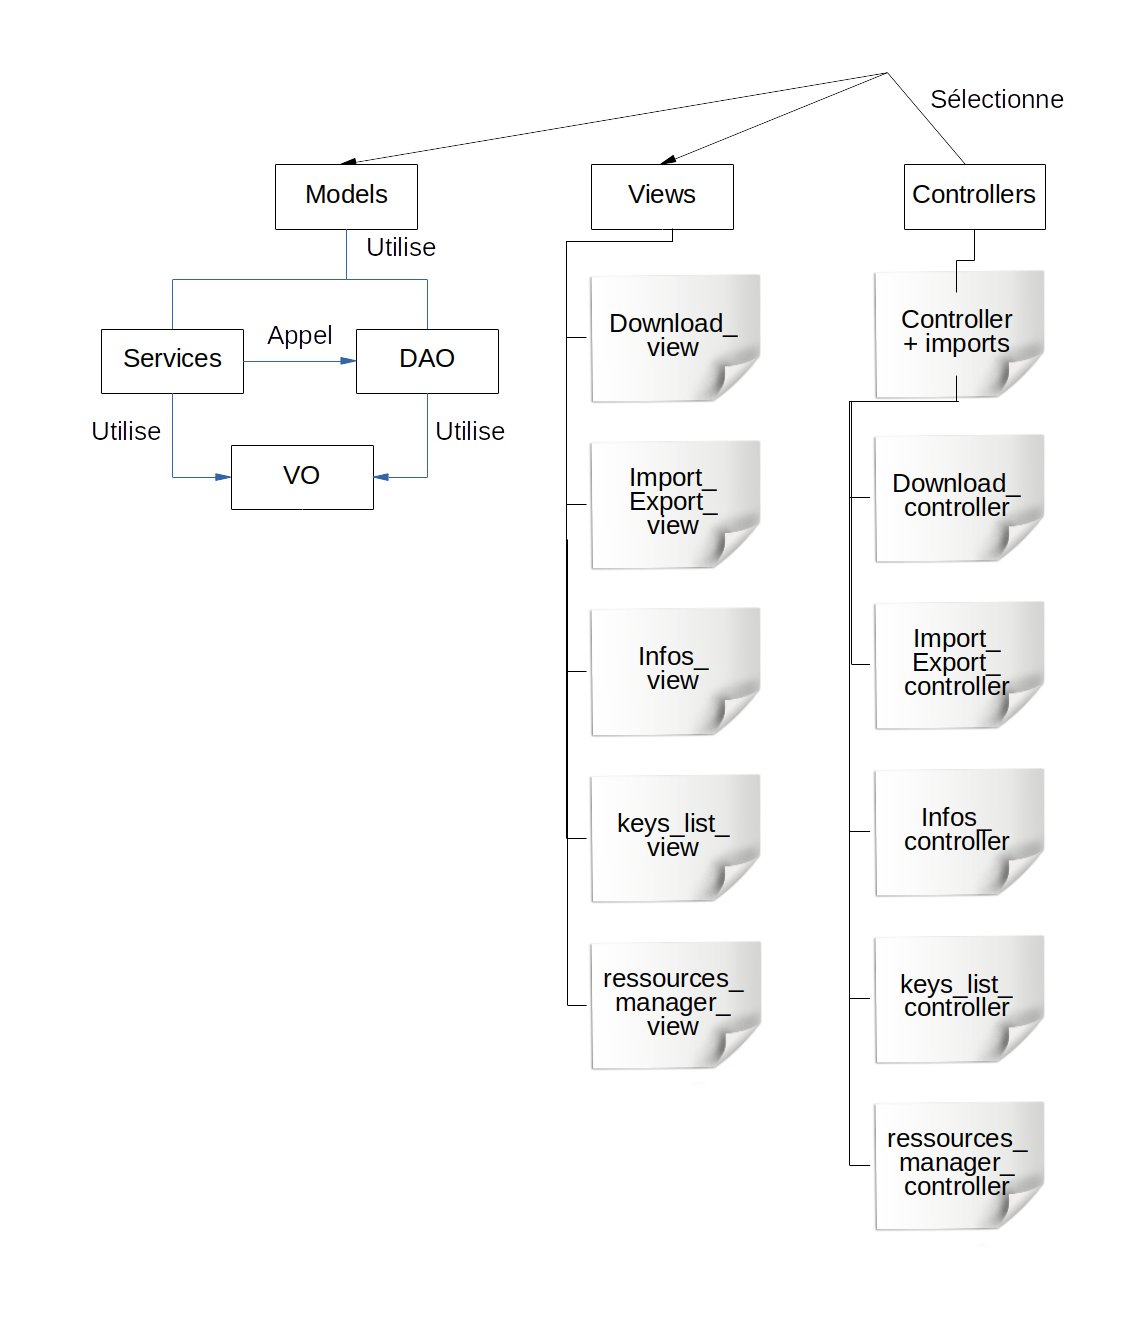 Sélectionne
Models
Views
Controllers
Utilise
Services
Appel
DAO
Utilise
Utilise
VO
Download_
view
Import_
Export_
view
Infos_
view
keys_list_
view
ressources_
manager_
view
Controller
+ imports
Download_
controller
Import_
Export_
controller
Infos_
controller
keys_list_
controller
ressources_
manager_
controller